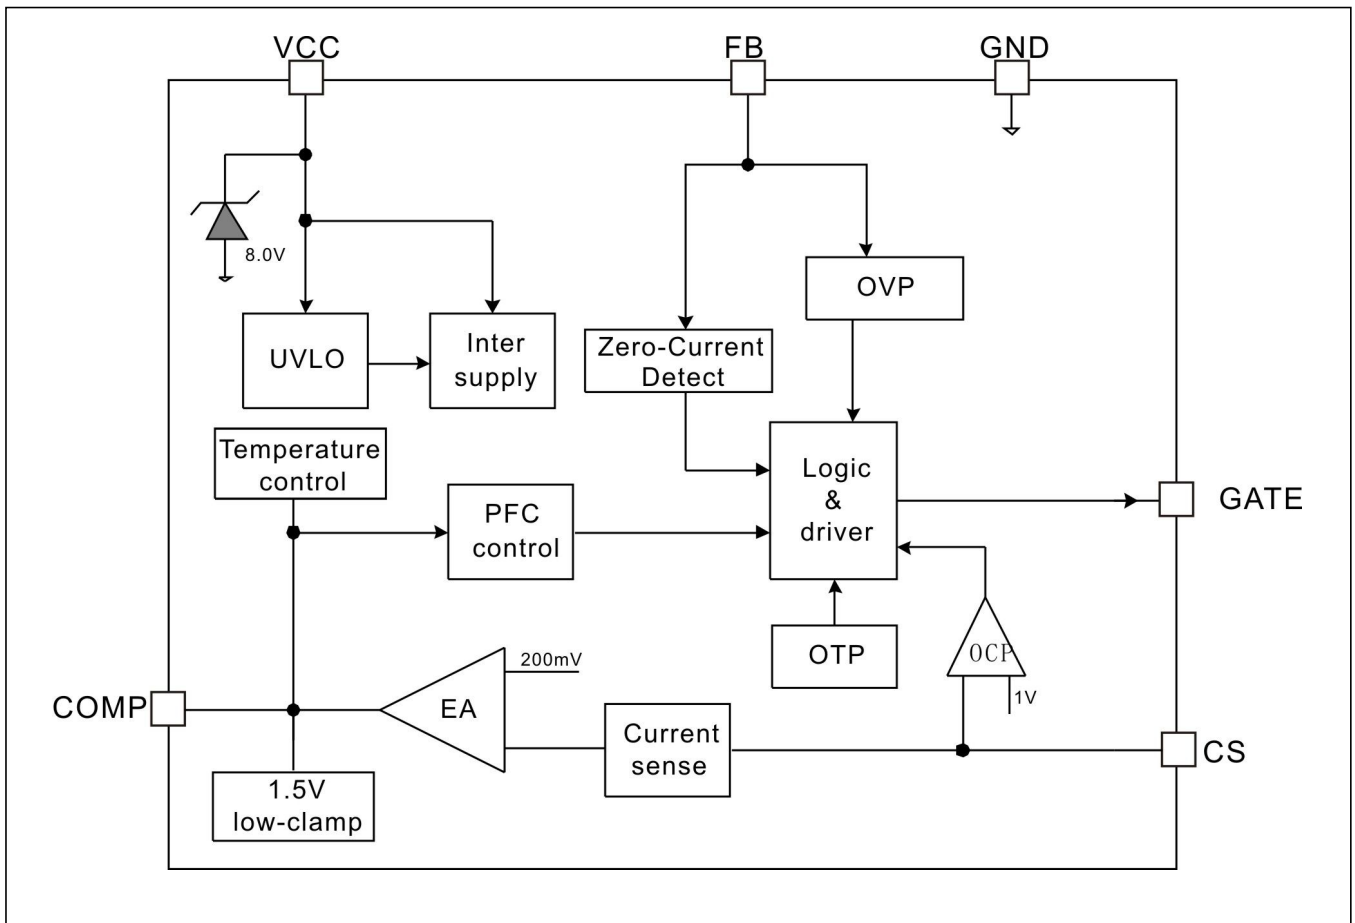 VCC
FB
GND
8.0V
OVP
UVLO
Inter
supply
Zero-Current
Detect
Temperature
control
PFC
control
Logic
&
driver
GATE
OTP
OCP
1V
200mV
EA
COMP
Current
sense
CS
1.5V
low-clamp